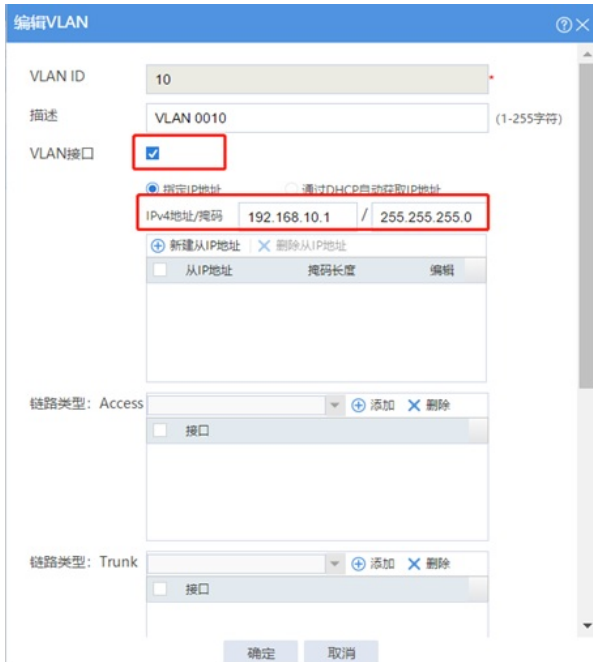 编辑VLAN
VLAN ID 10 *
描述 VLAN 0010 (1-255字符)
VLAN接口
指定IP地址 通过DHCP自动获取IP地址
IPv4地址/掩码 192.168.10.1 / 255.255.255.0
新建从IP地址 删除从IP地址
从IP地址 掩码长度 编辑
链路类型：Access 添加 删除
接口
链路类型：Trunk 添加 删除
接口
确定 取消